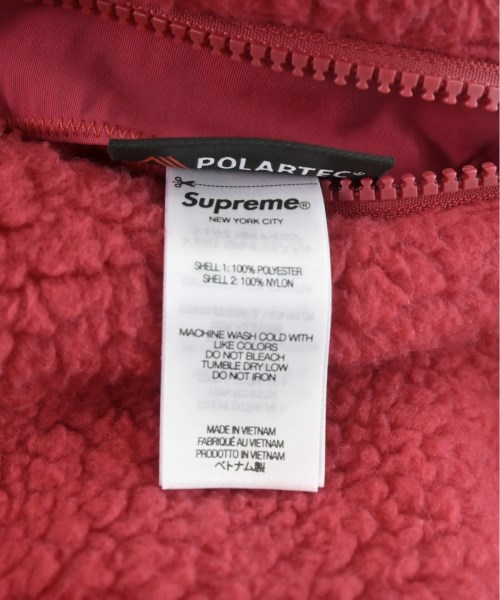 POLARTEC®
Supreme®
NEW YORK CITY
SHELL 1: 100% POLYESTER
SHELL 2: 100% NYLON
MACHINE WASH COLD WITH
LIKE COLORS
DO NOT BLEACH
TUMBLE DRY LOW
DO NOT IRON
MADE IN VIETNAM
FABRIQUÉ AU VIETNAM
PRODOTTO IN VIETNAM
ベトナム製